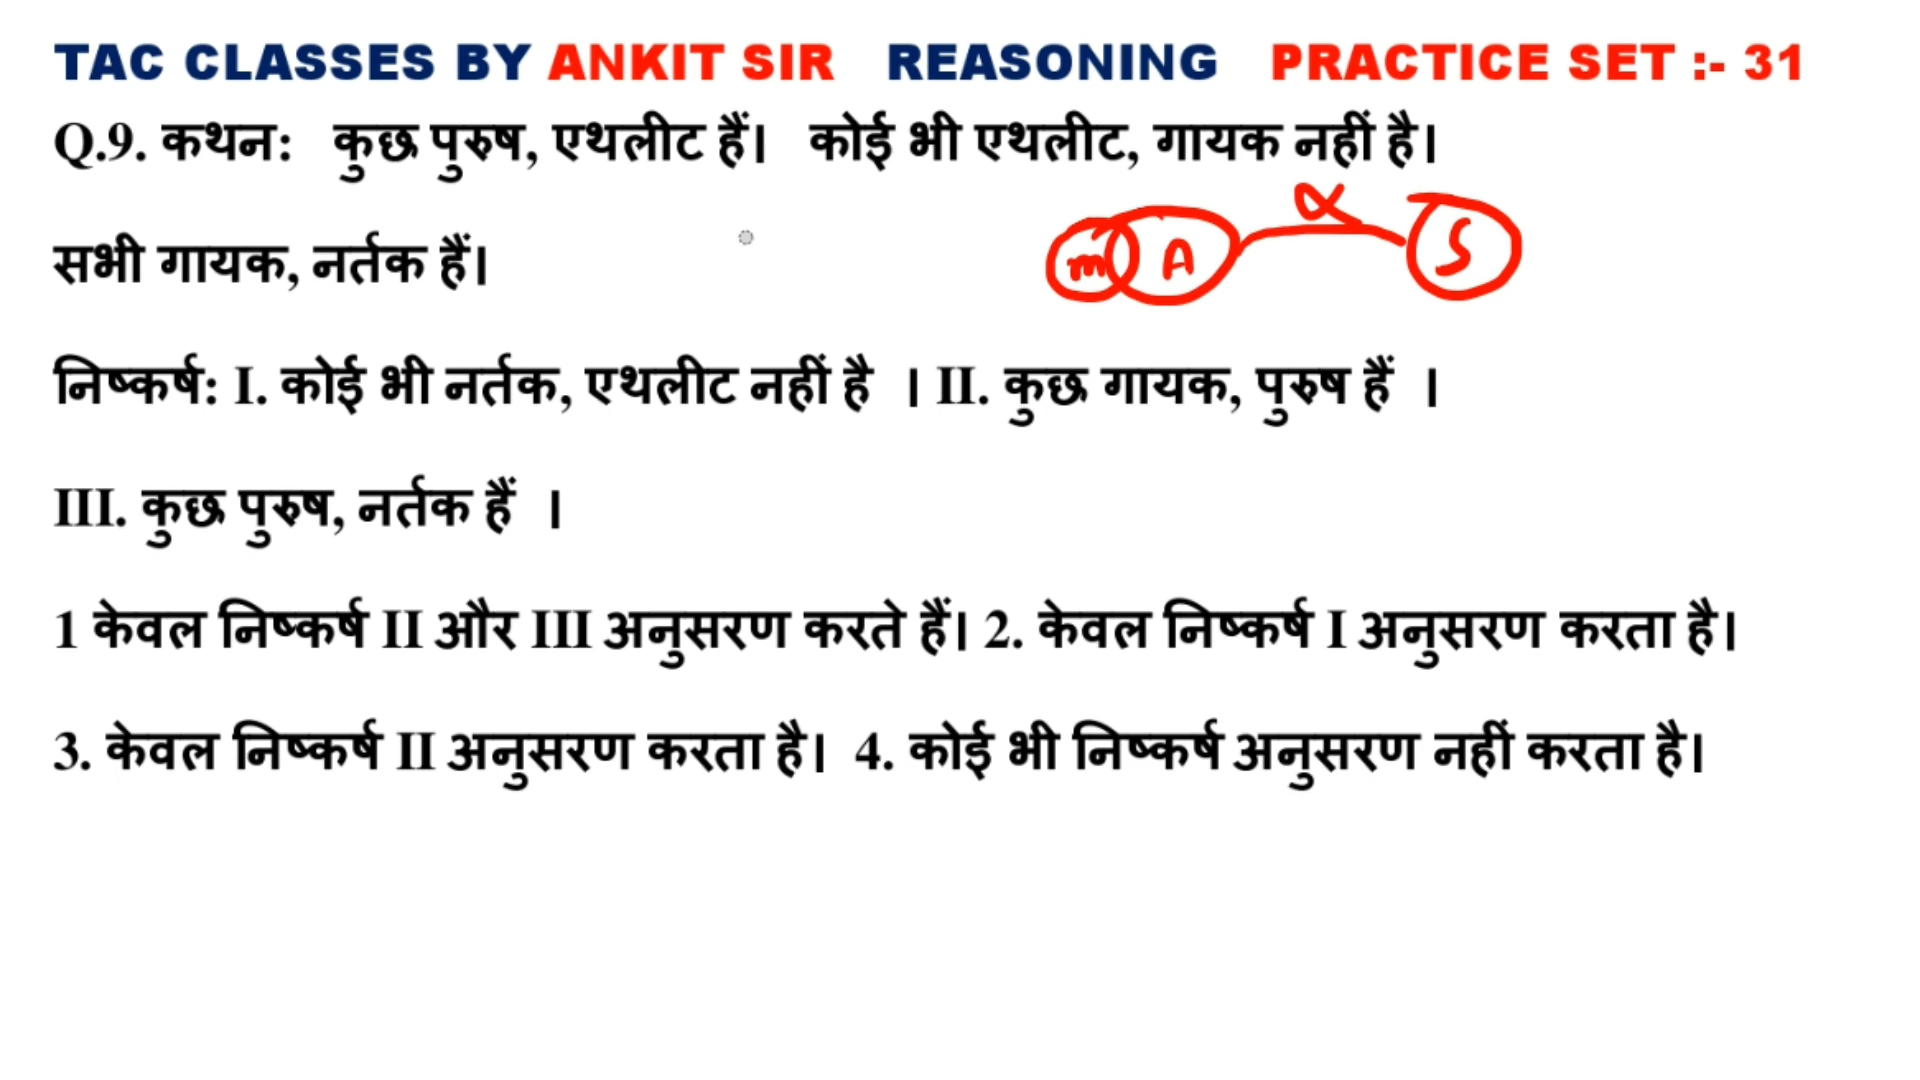 TAC CLASSES BY ANKIT SIR REASONING PRACTICE SET :- 31
Q.9. कथन: कुछ पुरुष, एथलीट हैं। कोई भी एथलीट, गायक नहीं है।
सभी गायक, नर्तक हैं।
m A S
निष्कर्ष: I. कोई भी नर्तक, एथलीट नहीं है । II. कुछ गायक, पुरुष हैं ।
III. कुछ पुरुष, नर्तक हैं ।
1 केवल निष्कर्ष II और III अनुसरण करते हैं। 2. केवल निष्कर्ष I अनुसरण करता है।
3. केवल निष्कर्ष II अनुसरण करता है। 4. कोई भी निष्कर्ष अनुसरण नहीं करता है।